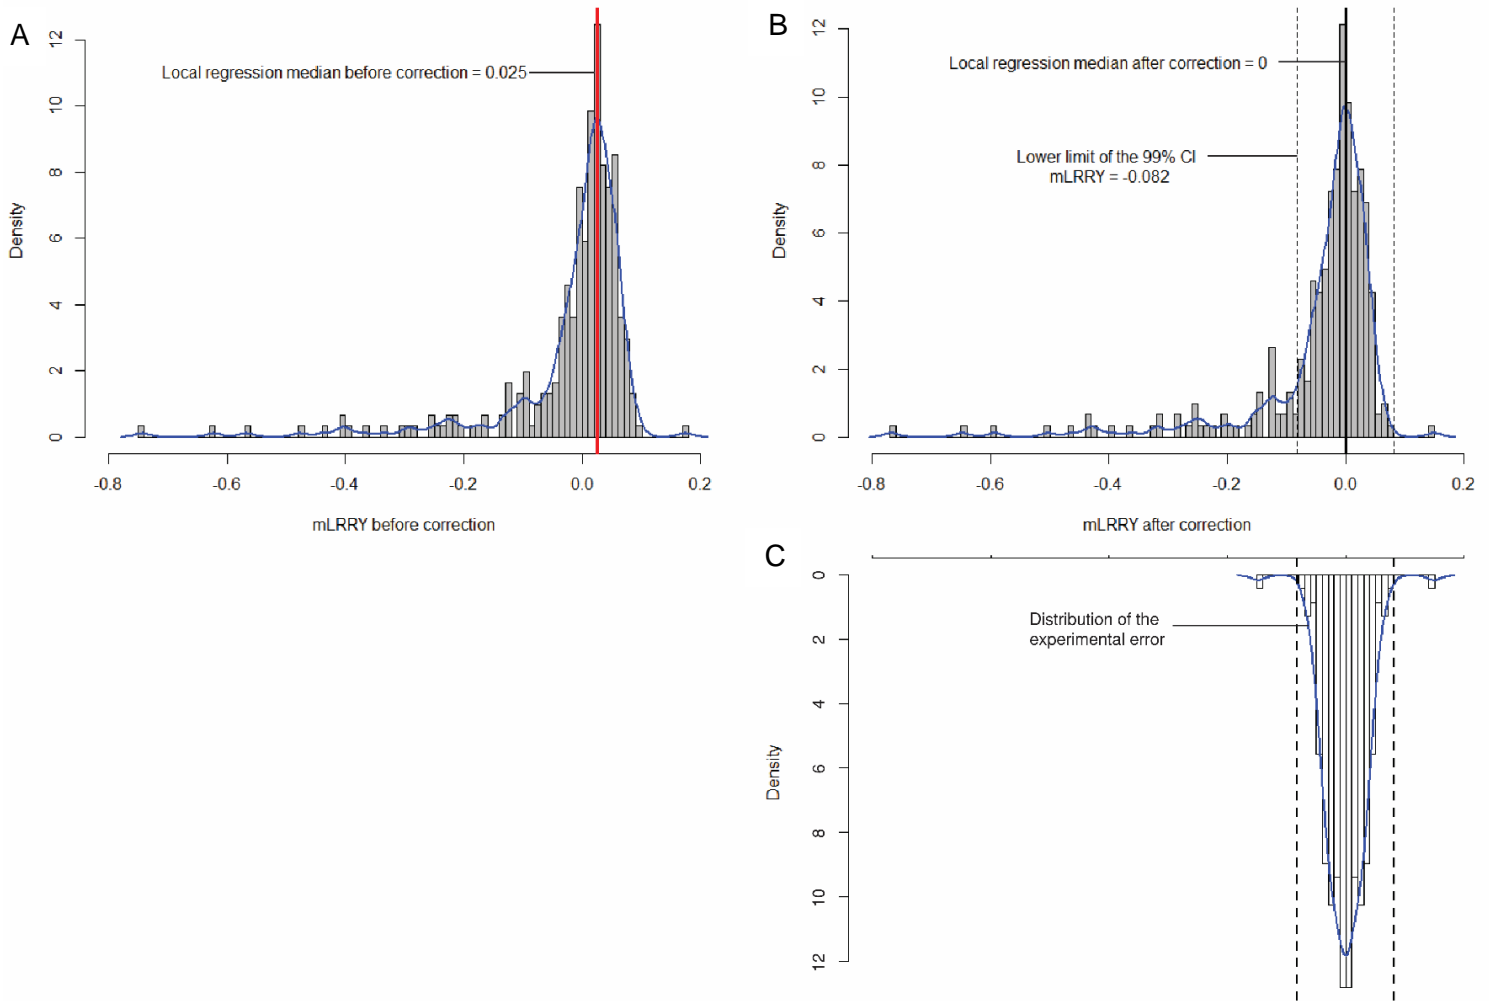 A
12
10
8
6
4
2
0
Density
Local regression median before correction = 0.025
-0.8
-0.6
-0.4
-0.2
0.0
0.2
mLRRY before correction
B
12
10
8
6
4
2
0
Density
Local regression median after correction = 0
Lower limit of the 99% CI
mLRRY = -0.082
-0.8
-0.6
-0.4
-0.2
0.0
0.2
mLRRY after correction
C
0
2
4
6
8
10
12
Density
Distribution of the
experimental error